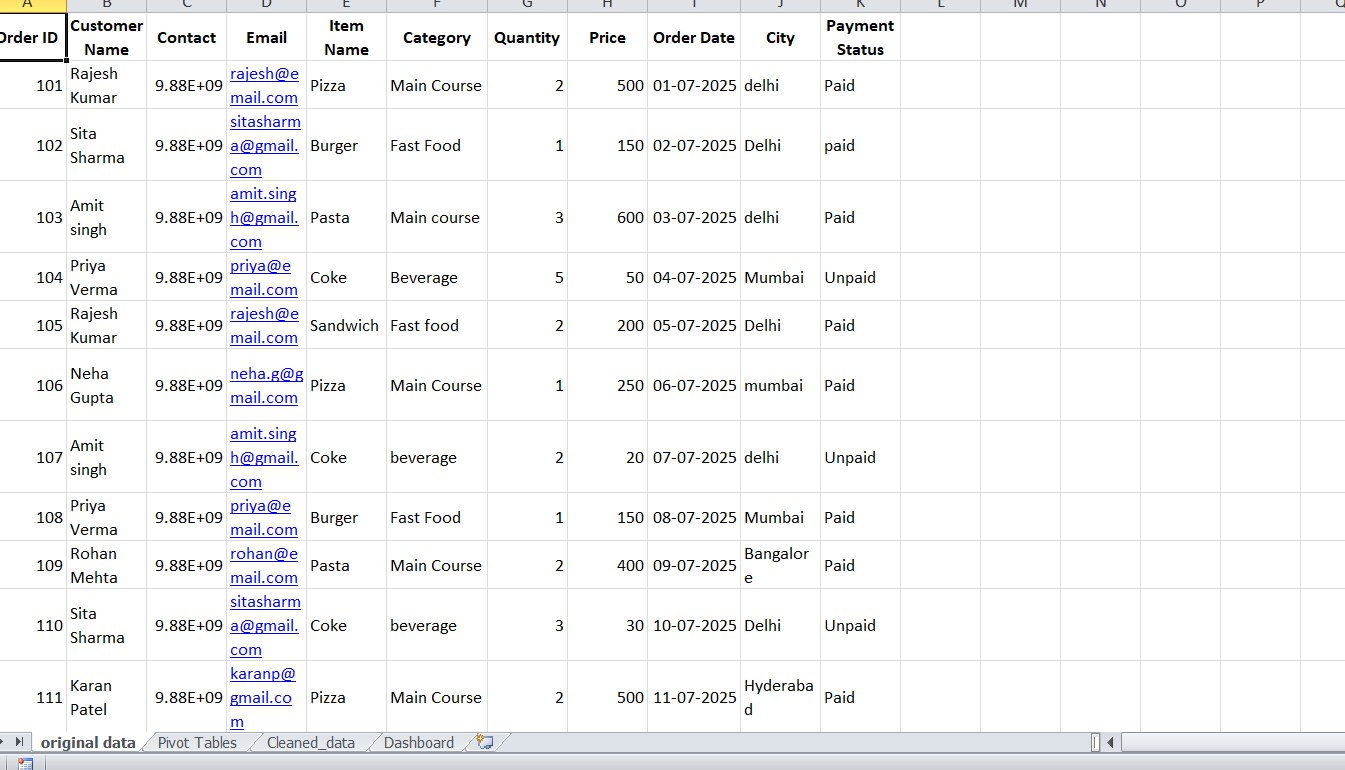 A B C D E F G H I J K L M N O P Q
Order ID Customer Name Contact Email Item Name Category Quantity Price Order Date City Payment Status
101 Rajesh Kumar 9.88E+09 rajesh@email.com Pizza Main Course 2 500 01-07-2025 delhi Paid
102 Sita Sharma 9.88E+09 sitasharma@gmail.com Burger Fast Food 1 150 02-07-2025 Delhi paid
103 Amit singh 9.88E+09 amit.singh@gmail.com Pasta Main course 3 600 03-07-2025 delhi Paid
104 Priya Verma 9.88E+09 priya@email.com Coke Beverage 5 50 04-07-2025 Mumbai Unpaid
105 Rajesh Kumar 9.88E+09 rajesh@email.com Sandwich Fast food 2 200 05-07-2025 Delhi Paid
106 Neha Gupta 9.88E+09 neha.g@gmail.com Pizza Main Course 1 250 06-07-2025 mumbai Paid
107 Amit singh 9.88E+09 amit.singh@gmail.com Coke beverage 2 20 07-07-2025 delhi Unpaid
108 Priya Verma 9.88E+09 priya@email.com Burger Fast Food 1 150 08-07-2025 Mumbai Paid
109 Rohan Mehta 9.88E+09 rohan@email.com Pasta Main Course 2 400 09-07-2025 Bangalore Paid
110 Sita Sharma 9.88E+09 sitasharma@gmail.com Coke beverage 3 30 10-07-2025 Delhi Unpaid
111 Karan Patel 9.88E+09 karanp@gmail.com Pizza Main Course 2 500 11-07-2025 Hyderabad Paid
original data Pivot Tables Cleaned_data Dashboard